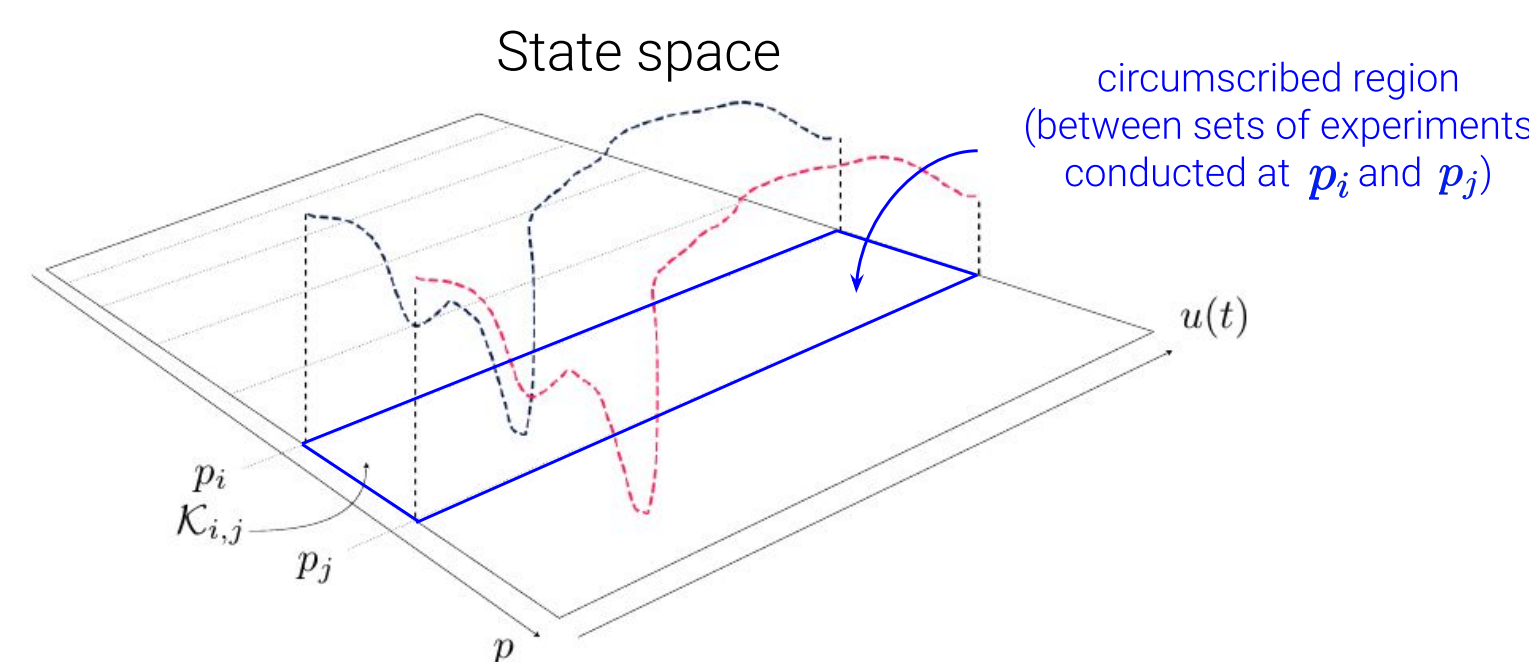 State space
circumscribed region
(between sets of experiments
conducted at p_i and p_j)
u(t)
p_i
K_{i,j}
p_j
p